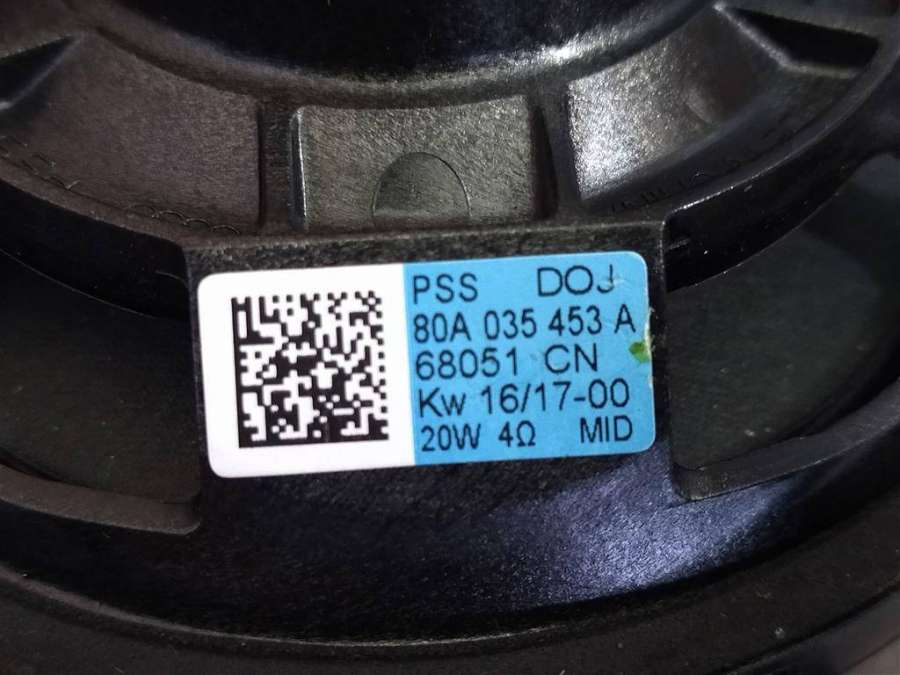 PSS DOJ
80A 035 453 A
68051 CN
Kw 16/17-00
20W 4Ω MID